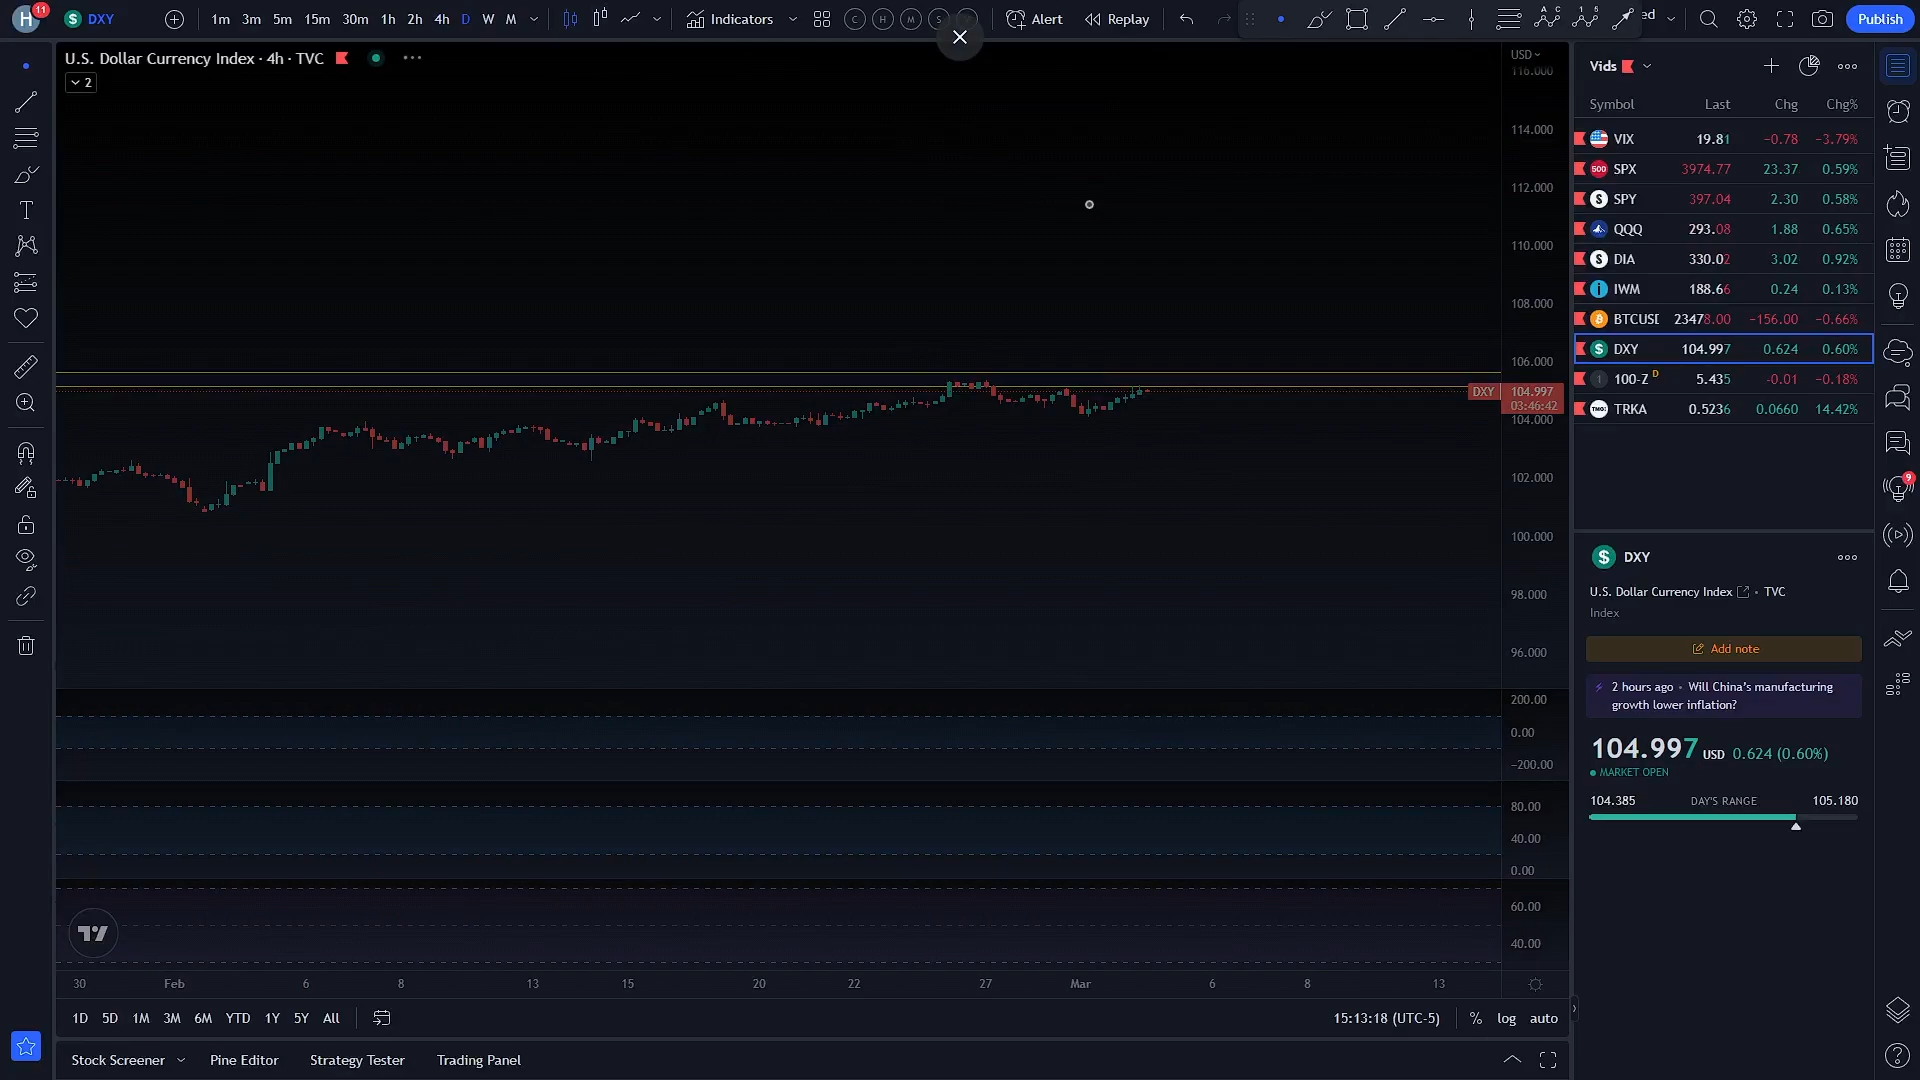 H
11
DXY
1m 3m 5m 15m 30m 1h 2h 4h D W M
Indicators
C H M S
Alert
Replay
ed
Publish
U.S. Dollar Currency Index · 4h · TVC
2
USD
116.000
114.000
112.000
110.000
108.000
106.000
DXY 104.997
03:46:42
104.000
102.000
100.000
98.000
96.000
200.00
0.00
−200.00
80.00
40.00
0.00
60.00
40.00
30 Feb 6 8 13 15 20 22 27 Mar 6 8 13
1D 5D 1M 3M 6M YTD 1Y 5Y All
15:13:18 (UTC-5)
% log auto
Stock Screener
Pine Editor
Strategy Tester
Trading Panel
Vids
Symbol Last Chg Chg%
VIX 19.81 −0.78 −3.79%
500 SPX 3974.77 23.37 0.59%
S SPY 397.04 2.30 0.58%
QQQ 293.08 1.88 0.65%
S DIA 330.02 3.02 0.92%
i IWM 188.66 0.24 0.13%
BTCUSD 23478.00 −156.00 −0.66%
$ DXY 104.997 0.624 0.60%
1 100-Z D 5.435 −0.01 −0.18%
TMG TRKA 0.5236 0.0660 14.42%
9
$ DXY
U.S. Dollar Currency Index • TVC
Index
Add note
2 hours ago • Will China's manufacturing
growth lower inflation?
104.997 USD 0.624 (0.60%)
MARKET OPEN
104.385 DAY'S RANGE 105.180